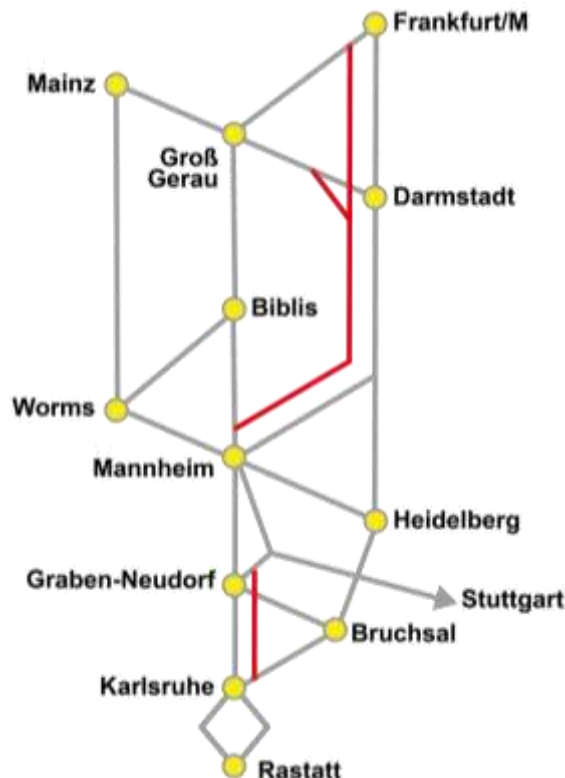 Frankfurt/M
Mainz
Groß
Gerau
Darmstadt
Biblis
Worms
Mannheim
Heidelberg
Graben-Neudorf
Stuttgart
Bruchsal
Karlsruhe
Rastatt